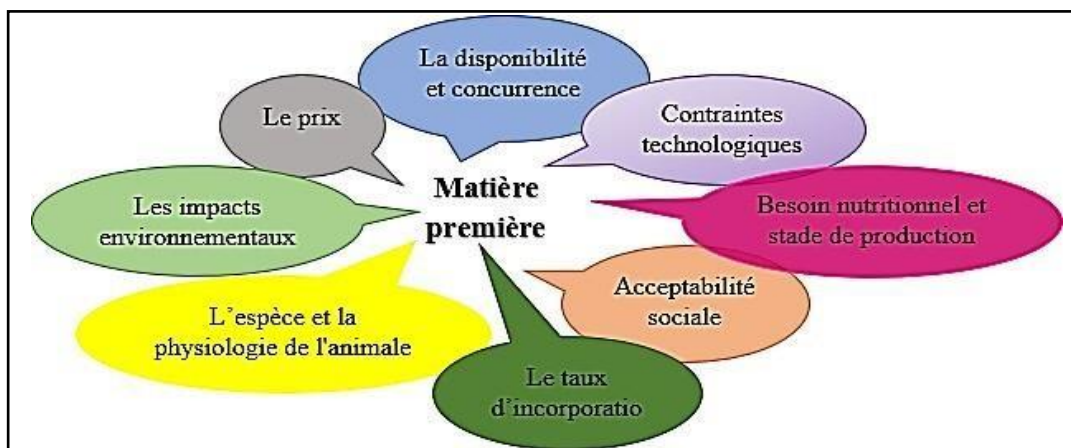 La disponibilité
et concurrence
Le prix
Contraintes
technologiques
Matière
première
Les impacts
environnementaux
Besoin nutritionnel et
stade de production
L'espèce et la
physiologie de l'animale
Acceptabilité
sociale
Le taux
d'incorporatio